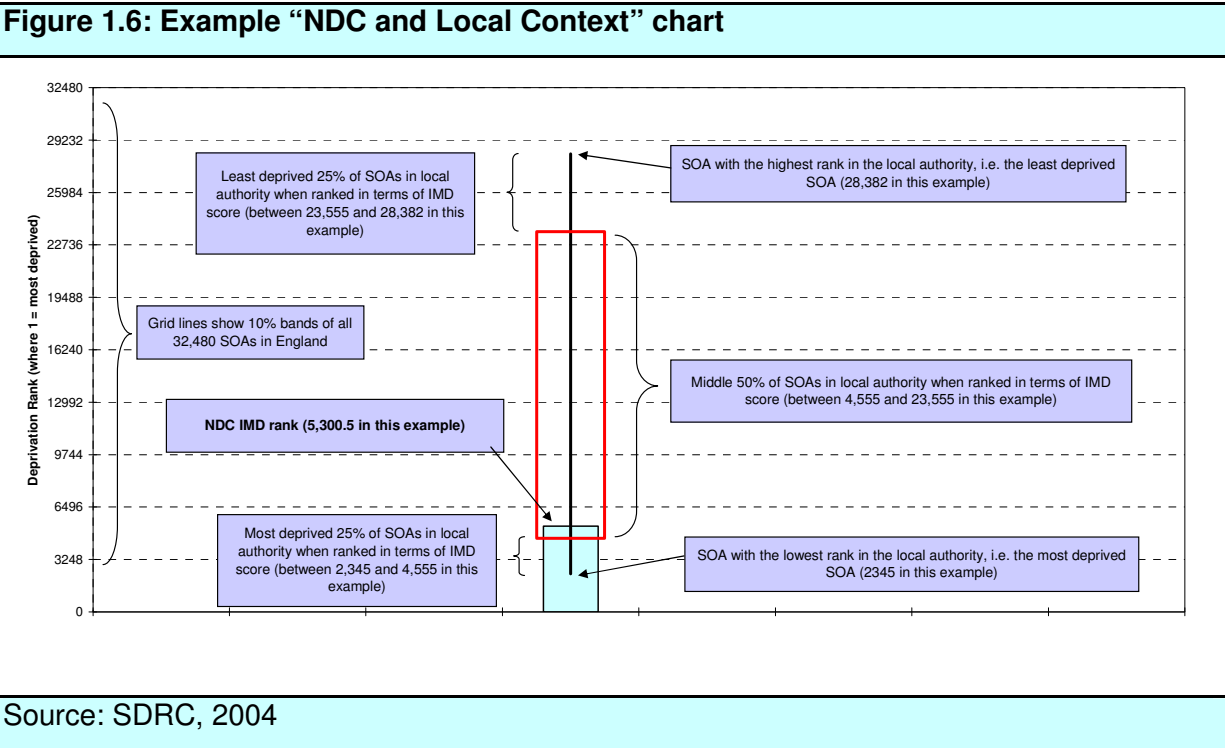 Figure 1.6: Example “NDC and Local Context” chart
Deprivation Rank (where 1 = most deprived)
32480
29232
25984
22736
19488
16240
12992
9744
6496
3248
0
Least deprived 25% of SOAs in local
authority when ranked in terms of IMD
score (between 23,555 and 28,382 in this
example)
SOA with the highest rank in the local authority, i.e. the least deprived
SOA (28,382 in this example)
Grid lines show 10% bands of all
32,480 SOAs in England
Middle 50% of SOAs in local authority when ranked in terms of IMD
score (between 4,555 and 23,555 in this example)
NDC IMD rank (5,300.5 in this example)
Most deprived 25% of SOAs in local
authority when ranked in terms of IMD
score (between 2,345 and 4,555 in this
example)
SOA with the lowest rank in the local authority, i.e. the most deprived
SOA (2345 in this example)
Source: SDRC, 2004